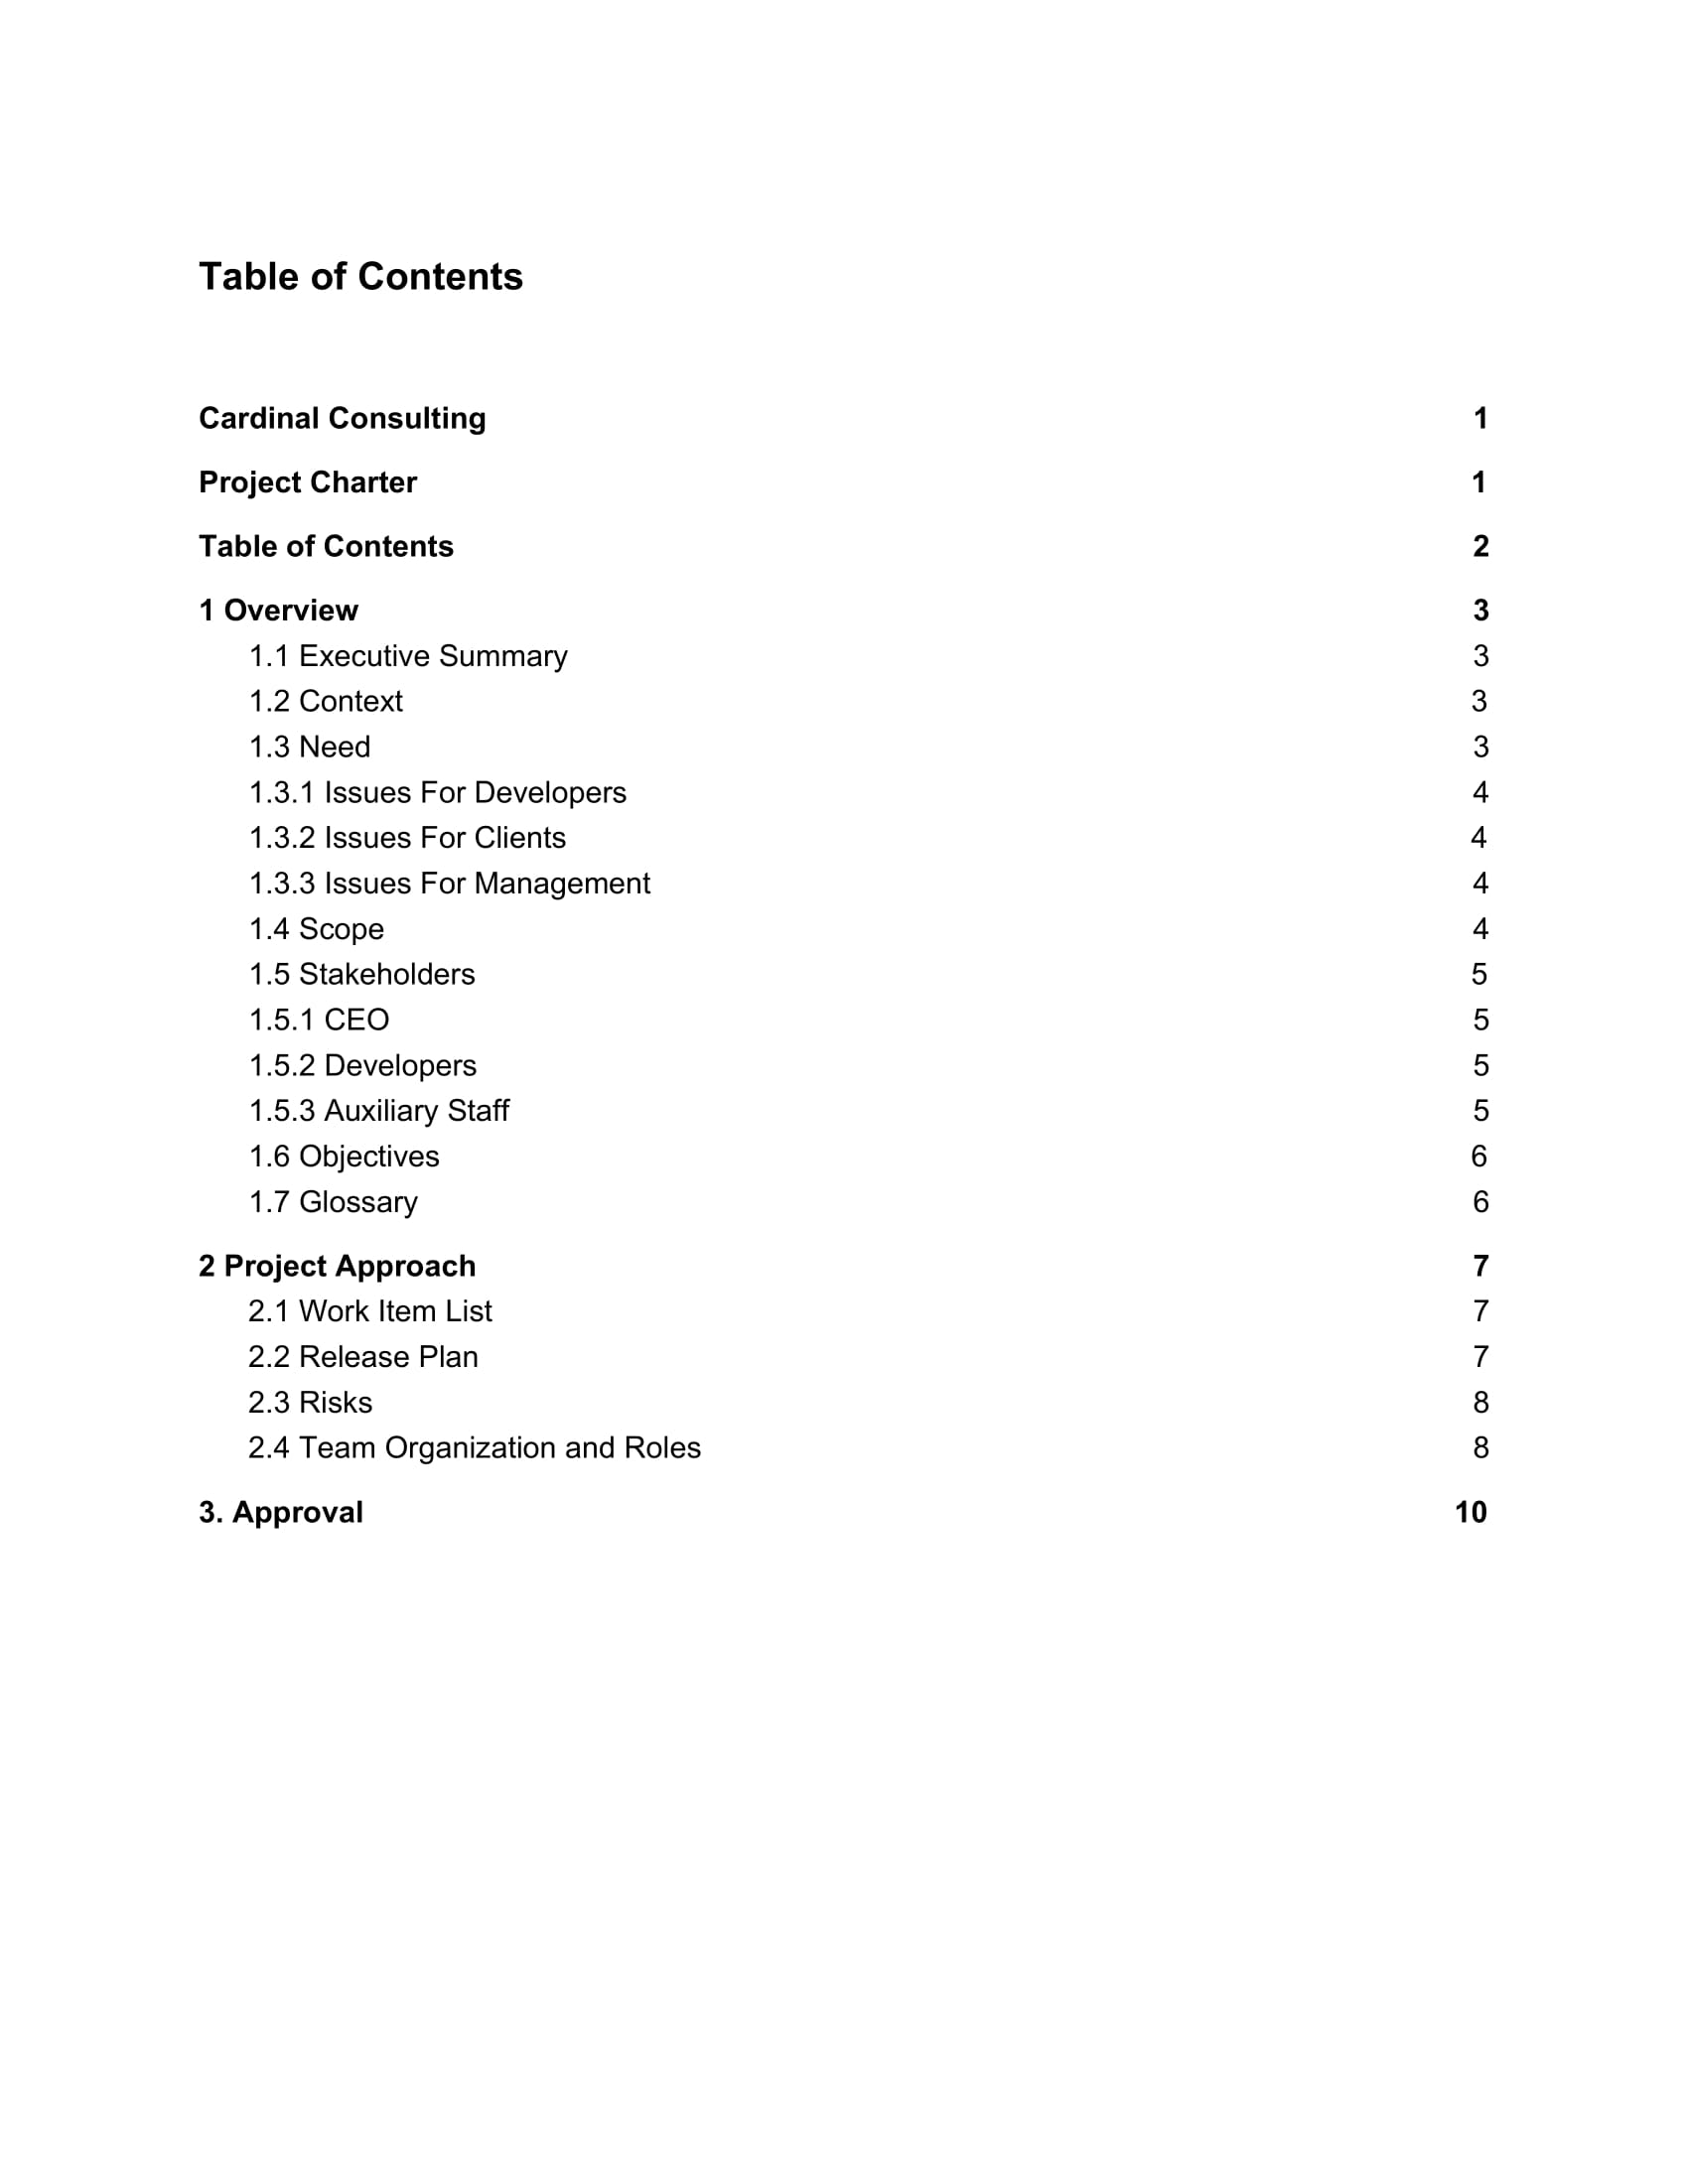 Table of Contents
Cardinal Consulting 1
Project Charter 1
Table of Contents 2
1 Overview 3
1.1 Executive Summary 3
1.2 Context 3
1.3 Need 3
1.3.1 Issues For Developers 4
1.3.2 Issues For Clients 4
1.3.3 Issues For Management 4
1.4 Scope 4
1.5 Stakeholders 5
1.5.1 CEO 5
1.5.2 Developers 5
1.5.3 Auxiliary Staff 5
1.6 Objectives 6
1.7 Glossary 6
2 Project Approach 7
2.1 Work Item List 7
2.2 Release Plan 7
2.3 Risks 8
2.4 Team Organization and Roles 8
3. Approval 10